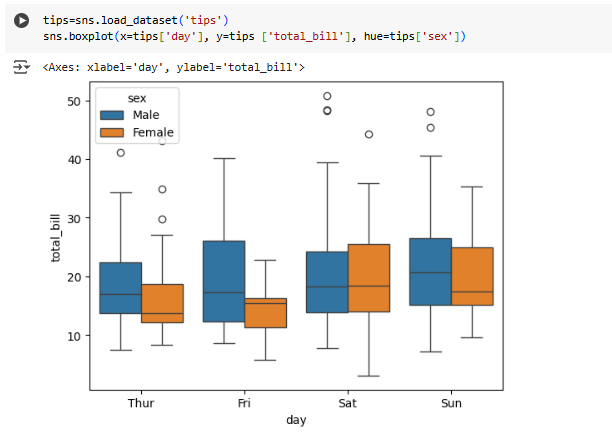 tips=sns.load_dataset('tips')
sns.boxplot(x=tips['day'], y=tips ['total_bill'], hue=tips['sex'])
<Axes: xlabel='day', ylabel='total_bill'>
sex
Male
Female
50
40
30
20
10
total_bill
Thur Fri Sat Sun
day